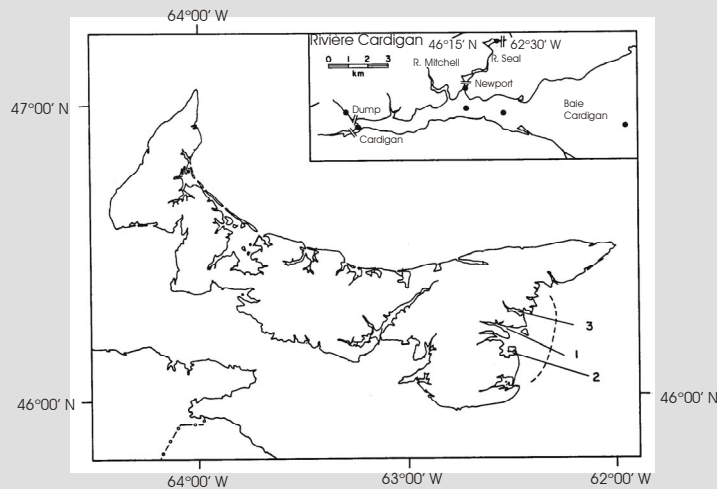 64°00' W
Rivière Cardigan
46°15' N
62°30' W
0 1 2 3
km
R. Mitchell
R. Seal
Newport
Baie
Cardigan
Dump
Cardigan
47°00' N
3
1
2
46°00' N
46°00' N
64°00' W
63°00' W
62°00' W